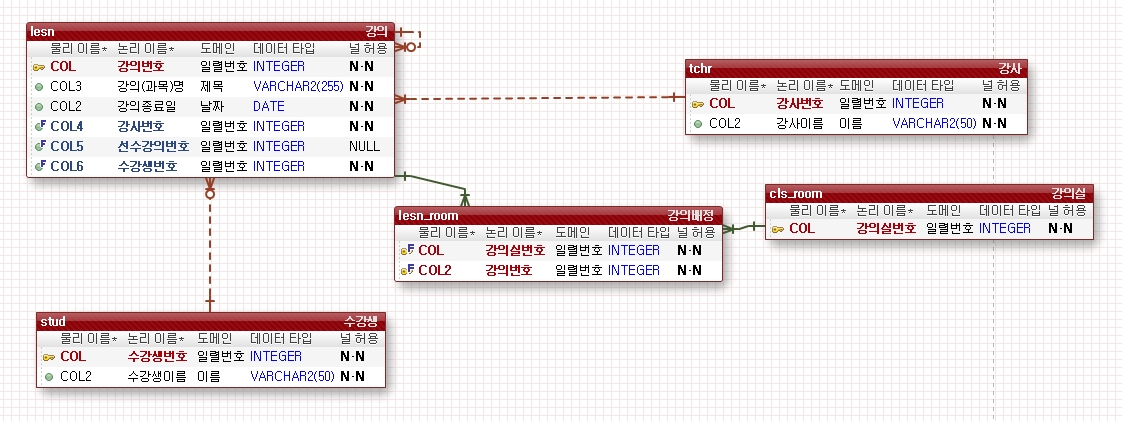 lesn 강의
물리 이름* 논리 이름* 도메인 데이터 타입 널 허용
COL 강의번호 일렬번호 INTEGER N-N
COL3 강의(과목)명 제목 VARCHAR2(255) N-N
COL2 강의종료일 날짜 DATE N-N
COL4 강사번호 일렬번호 INTEGER N-N
COL5 선수강의번호 일렬번호 INTEGER NULL
COL6 수강생번호 일렬번호 INTEGER N-N
tchr 강사
물리 이름* 논리 이름* 도메인 데이터 타입 널 허용
COL 강사번호 일렬번호 INTEGER N-N
COL2 강사이름 이름 VARCHAR2(50) N-N
lesn_room 강의배정
물리 이름* 논리 이름* 도메인 데이터 타입 널 허용
COL 강의실번호 일렬번호 INTEGER N-N
COL2 강의번호 일렬번호 INTEGER N-N
cls_room 강의실
물리 이름* 논리 이름* 도메인 데이터 타입 널 허용
COL 강의실번호 일렬번호 INTEGER N-N
stud 수강생
물리 이름* 논리 이름* 도메인 데이터 타입 널 허용
COL 수강생번호 일렬번호 INTEGER N-N
COL2 수강생이름 이름 VARCHAR2(50) N-N